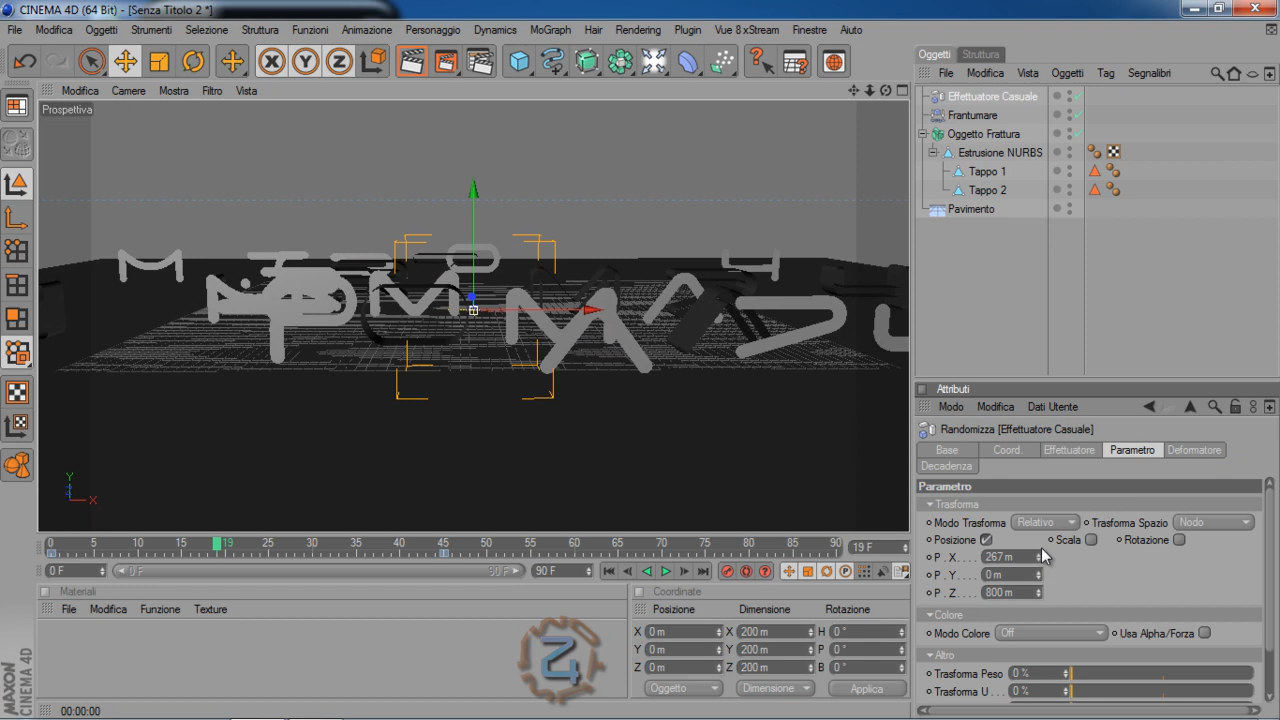 CINEMA 4D (64 Bit) - [Senza Titolo 2 *]
File Modifica Oggetti Strumenti Selezione Struttura Funzioni Animazione Personaggio Dynamics MoGraph Hair Rendering Plugin Vue 8 xStream Finestre Aiuto
X Y Z
Modifica Camere Mostra Filtro Vista
Prospettiva
Y
Z
X
0 5 10 15 19 25 30 35 40 45 50 55 60 65 70 75 80 85 90 19 F
0 F 0 F 90 F 90 F
Materiali
File Modifica Funzione Texture
Coordinate
Posizione Dimensione Rotazione
X 0 m X 200 m H 0 °
Y 0 m Y 200 m P 0 °
Z 0 m Z 200 m B 0 °
Oggetto Dimensione Applica
00:00:00
MAXON
CINEMA 4D
Oggetti Struttura
File Modifica Vista Oggetti Tag Segnalibri
Effettuatore Casuale
Frantumare
Oggetto Frattura
Estrusione NURBS
Tappo 1
Tappo 2
Pavimento
Attributi
Modo Modifica Dati Utente
Randomizza [Effettuatore Casuale]
Base Coord. Effettuatore Parametro Deformatore
Decadenza
Parametro
Trasforma
Modo Trasforma Relativo Trasforma Spazio Nodo
Posizione Scala Rotazione
P . X . . . . 267 m
P . Y . . . . 0 m
P . Z . . . . 800 m
Colore
Modo Colore Off Usa Alpha/Forza
Altro
Trasforma Peso 0 %
Trasforma U . . 0 %